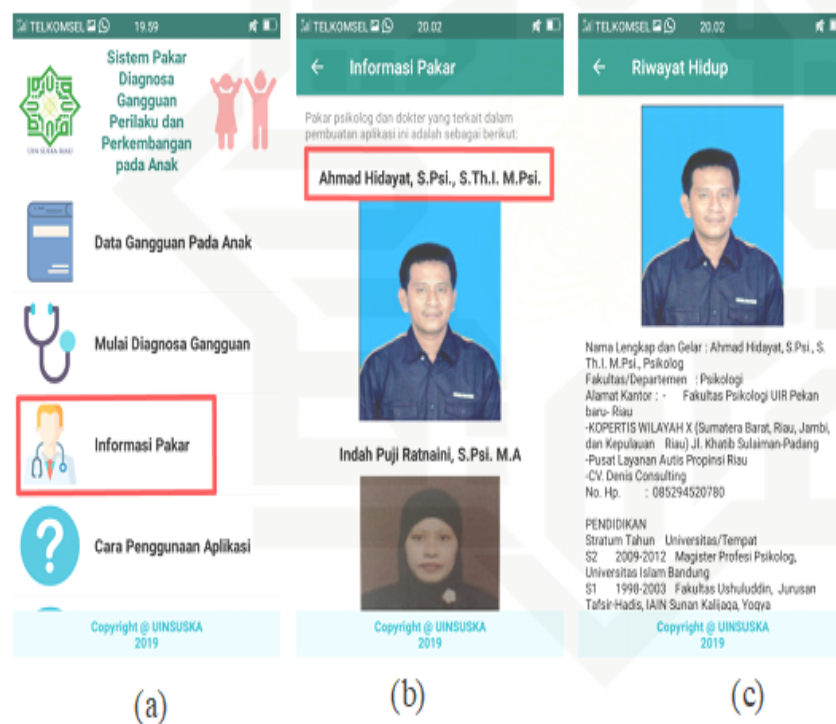 TELKOMSEL 19.59
Sistem Pakar
Diagnosa
Gangguan
Perilaku dan
Perkembangan
pada Anak
UIN SUSKA RIAU
Data Gangguan Pada Anak
Mulai Diagnosa Gangguan
Informasi Pakar
Cara Penggunaan Aplikasi
Copyright @ UINSUSKA
2019
(a)
TELKOMSEL 20.02
Informasi Pakar
Pakar psikolog dan dokter yang terkait dalam
pembuatan aplikasi ini adalah sebagai berikut:
Ahmad Hidayat, S.Psi., S.Th.I. M.Psi.
Indah Puji Ratnaini, S.Psi. M.A
Copyright @ UINSUSKA
2019
(b)
TELKOMSEL 20.02
Riwayat Hidup
Nama Lengkap dan Gelar : Ahmad Hidayat, S.Psi., S.
Th.I. M.Psi., Psikolog
Fakultas/Departemen : Psikologi
Alamat Kantor : - Fakultas Psikologi UIR Pekan
baru- Riau
-KOPERTIS WILAYAH X (Sumatera Barat, Riau, Jambi,
dan Kepulauan Riau) Jl. Khatib Sulaiman-Padang
-Pusat Layanan Autis Propinsi Riau
-CV. Denis Consulting
No. Hp. : 085294520780
PENDIDIKAN
Stratum Tahun Universitas/Tempat
S2 2009-2012 Magister Profesi Psikolog,
Universitas Islam Bandung
S1 1998-2003 Fakultas Ushuluddin, Jurusan
Tafsir-Hadis, IAIN Sunan Kalijaga, Yogya
Copyright @ UINSUSKA
2019
(c)